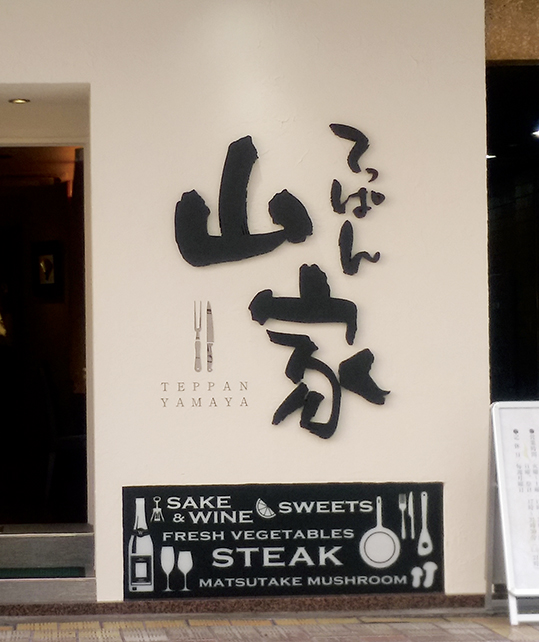 てっぱん
山家
TEPPAN
YAMAYA
SAKE
& WINE
SWEETS
FRESH VEGETABLES
STEAK
MATSUTAKE MUSHROOM